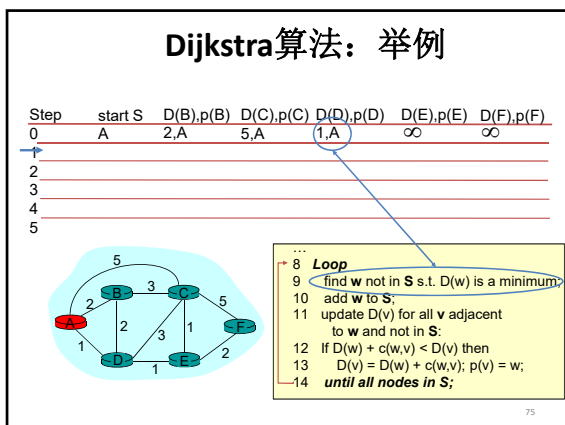 Dijkstra算法：举例
Step start S D(B),p(B) D(C),p(C) D(D),p(D) D(E),p(E) D(F),p(F)
0 A 2,A 5,A 1,A ∞ ∞
1
2
3
4
5
5
B 3 C 5
2
A 2 3 1 F
1 2
D 1 E
...
8 Loop
9 find w not in S s.t. D(w) is a minimum;
10 add w to S;
11 update D(v) for all v adjacent
to w and not in S:
12 If D(w) + c(w,v) < D(v) then
13 D(v) = D(w) + c(w,v); p(v) = w;
14 until all nodes in S;
75